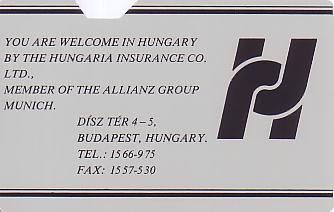 YOU ARE WELCOME IN HUNGARY
BY THE HUNGARIA INSURANCE CO.
LTD.,
MEMBER OF THE ALLIANZ GROUP
MUNICH.
DÍSZ TÉR 4–5,
BUDAPEST, HUNGARY.
TEL.: 1566-975
FAX: 1557-530